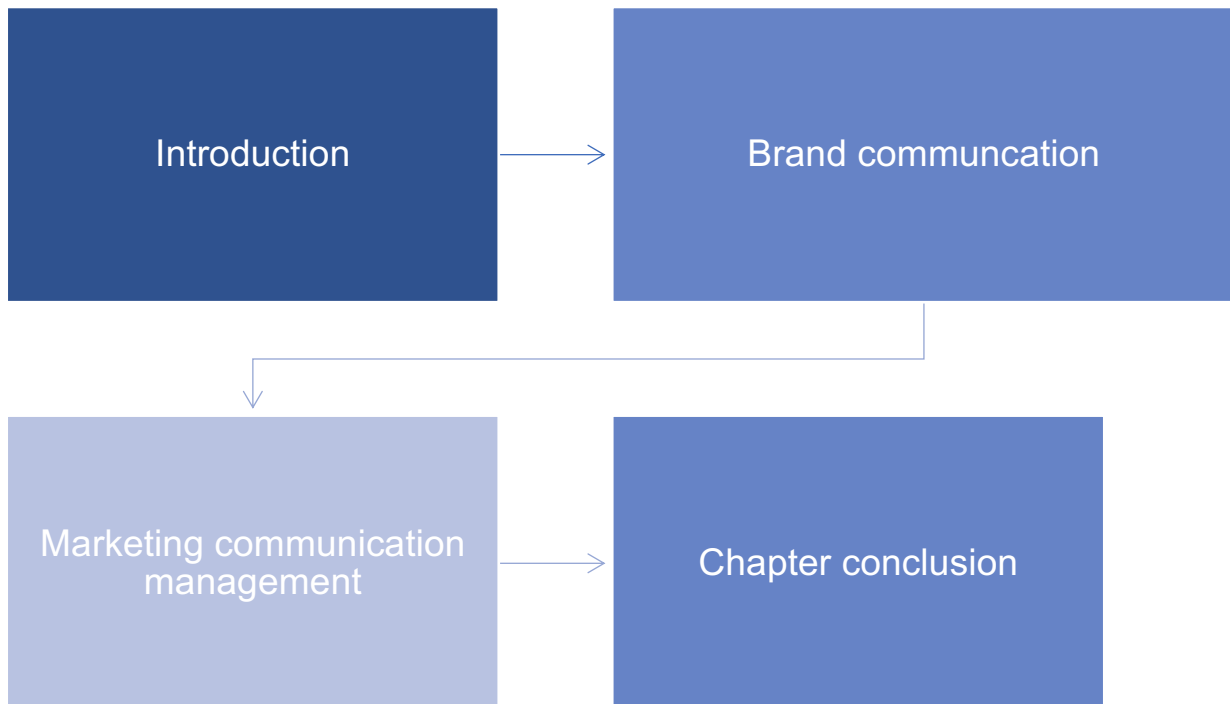 Introduction
Brand communcation
Marketing communication
management
Chapter conclusion